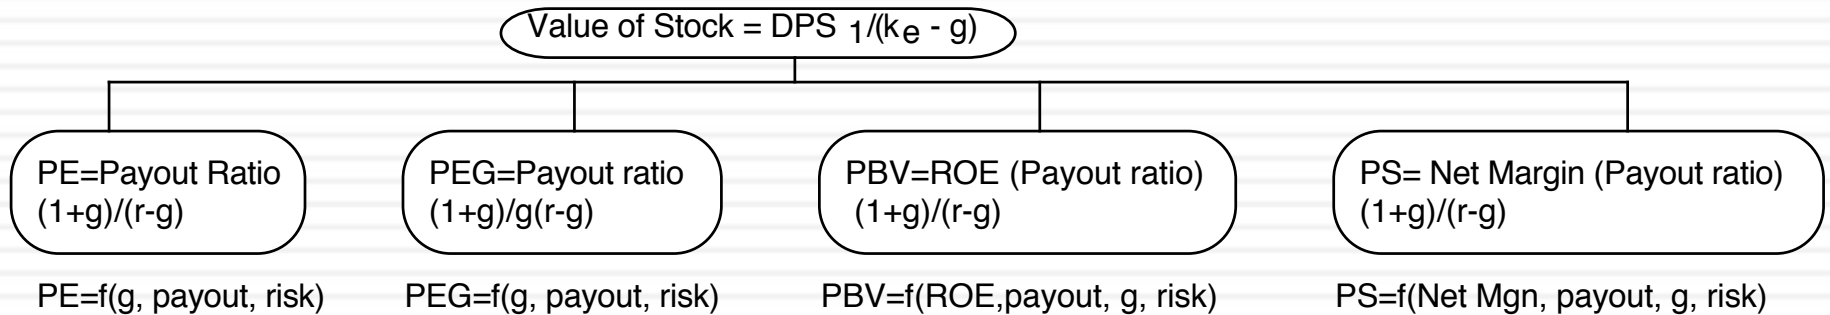 Value of Stock = DPS 1/(ke - g)
PE=Payout Ratio
(1+g)/(r-g)
PEG=Payout ratio
(1+g)/g(r-g)
PBV=ROE (Payout ratio)
(1+g)/(r-g)
PS= Net Margin (Payout ratio)
(1+g)/(r-g)
PE=f(g, payout, risk)
PEG=f(g, payout, risk)
PBV=f(ROE,payout, g, risk)
PS=f(Net Mgn, payout, g, risk)